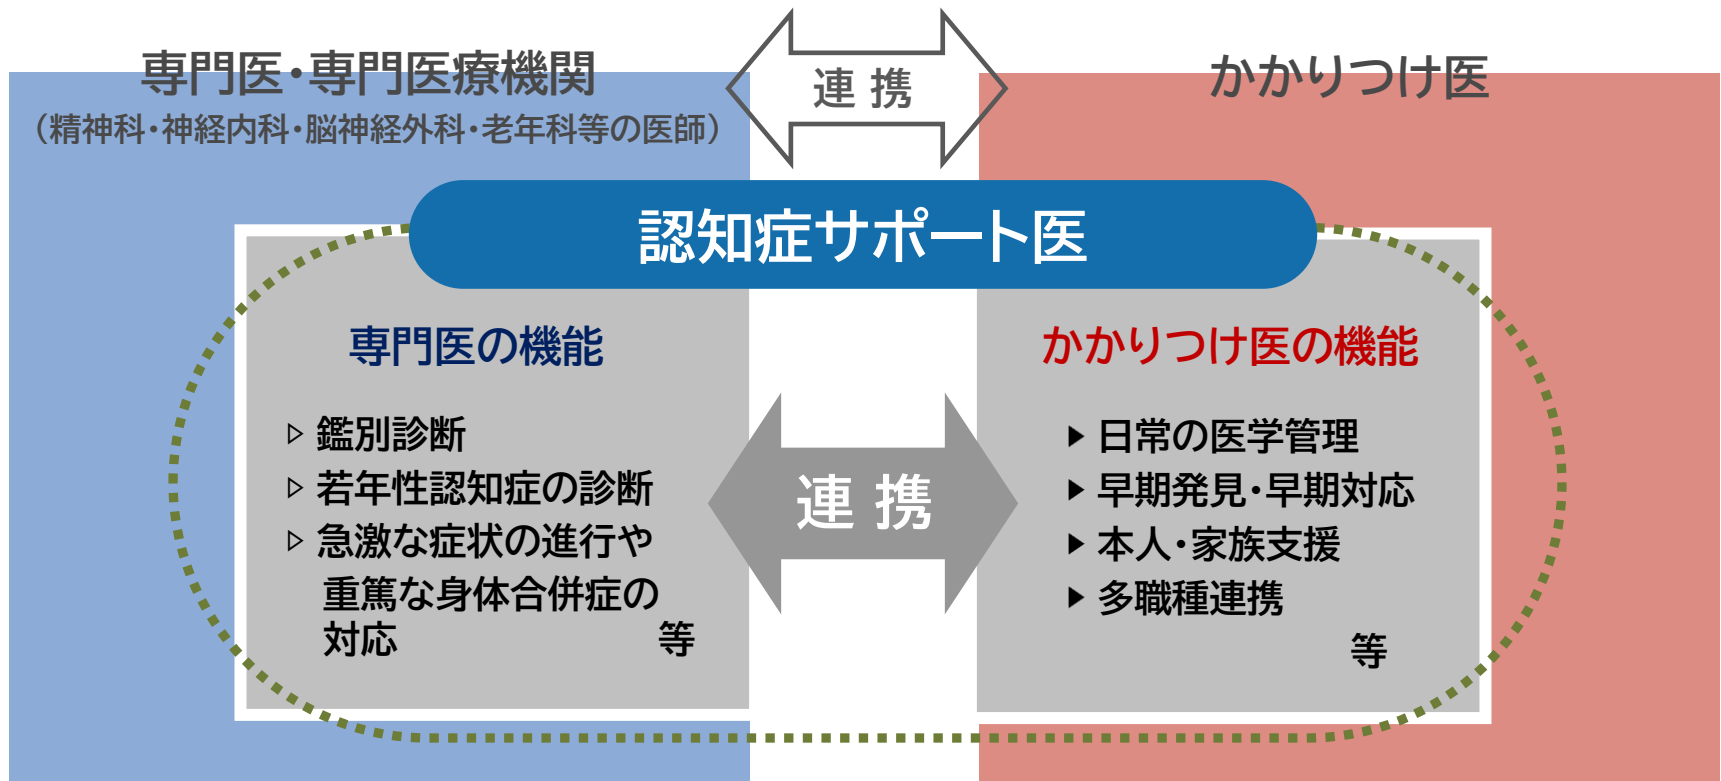 専門医・専門医療機関
（精神科・神経内科・脳神経外科・老年科等の医師）
連 携
かかりつけ医
認知症サポート医
専門医の機能
▷ 鑑別診断
▷ 若年性認知症の診断
▷ 急激な症状の進行や
重篤な身体合併症の
対応 等
連 携
かかりつけ医の機能
▶ 日常の医学管理
▶ 早期発見・早期対応
▶ 本人・家族支援
▶ 多職種連携
等